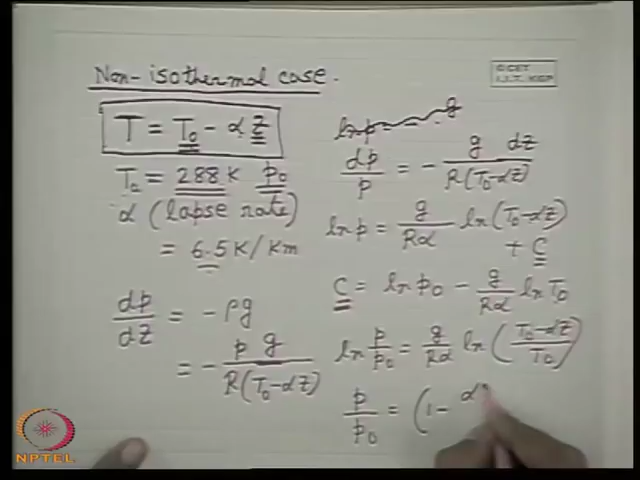 Non-isothermal case.
© CET
I.I.T. KGP
T = T₀ - αz
T₀ = 288 K p₀
α (lapse rate)
= 6.5 K/km
dp/dz = - ρg
= - p g / R(T₀-αz)
ln p = - g
dp/p = - g dz / R(T₀-αz)
ln p = g/Rα ln (T₀-αz)
+ C
C = ln p₀ - g/Rα ln T₀
ln p/p₀ = g/Rα ln ((T₀-αz)/T₀)
p/p₀ = (1 - α
NPTEL